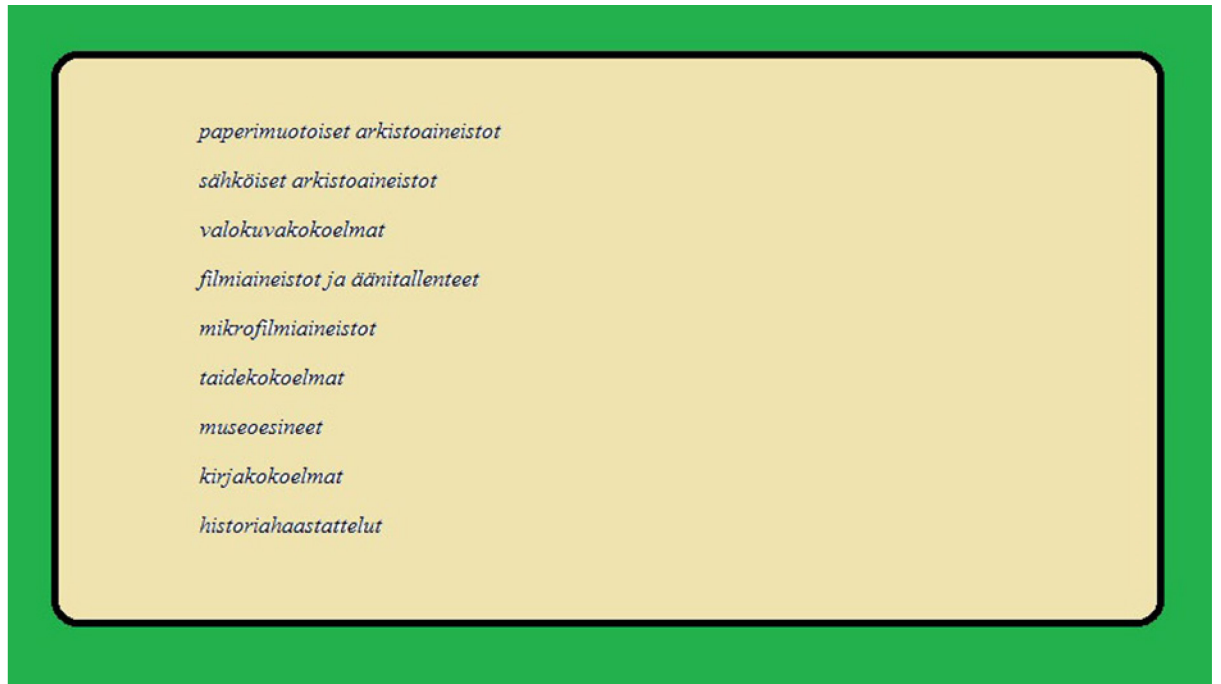 paperimuotoiset arkistoaineistot
sähköiset arkistoaineistot
valokuvakokoelmat
filmiaineistot ja äänitallenteet
mikrofilmiaineistot
taidekokoelmat
museoesineet
kirjakokoelmat
historiahaastattelut